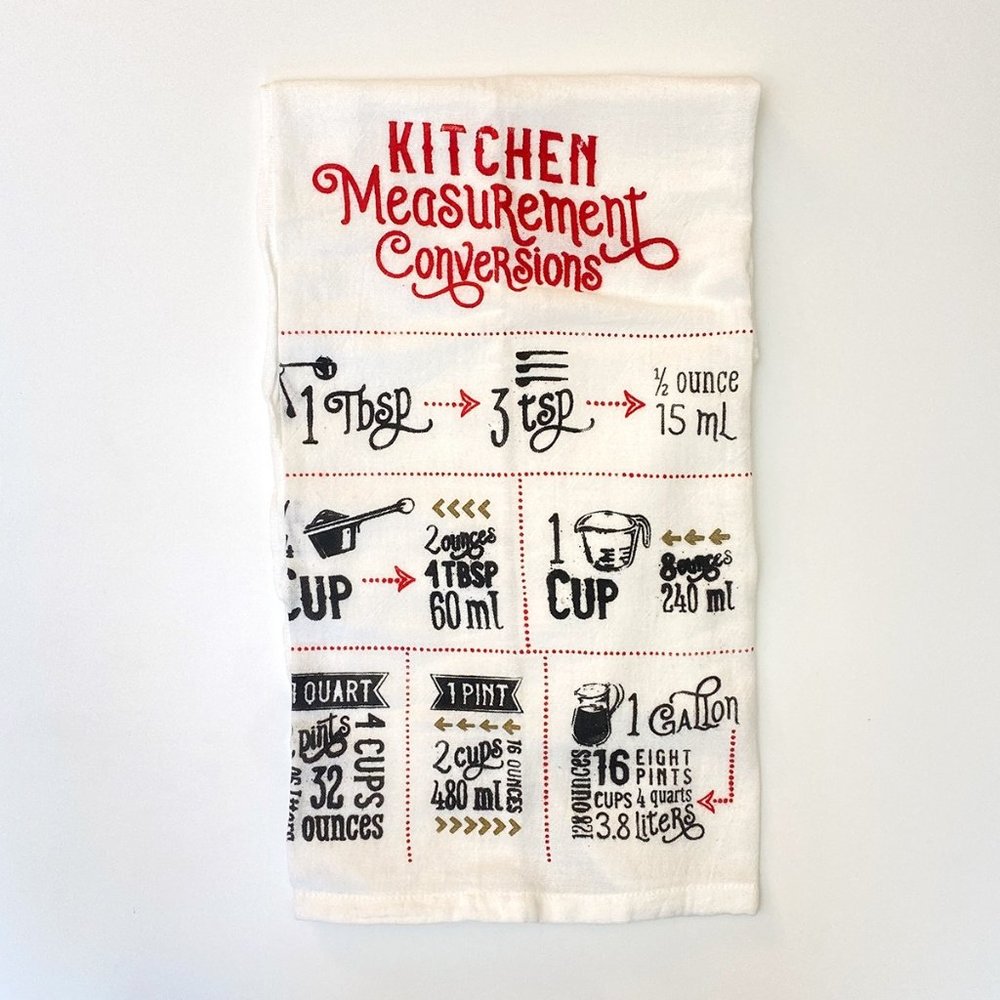 KITCHEN
Measurement
Conversions
1 Tbsp
3 tsp
½ ounce
15 mL
CUP
2 ounces
4 TBSP
60 ml
1
CUP
8 ounces
240 ml
QUART
pints
32
ounces
4 CUPS
1 PINT
2 cups
480 ml
16 OUNCES
1 GALLON
128 ounces
16
CUPS
EIGHT
PINTS
4 quarts
3.8 Liters